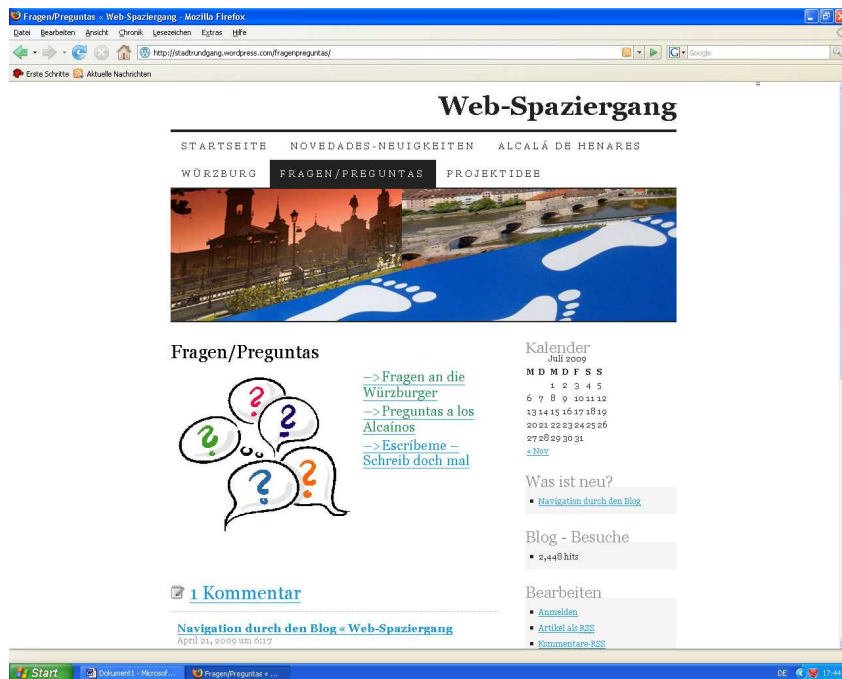 Fragen/Preguntas « Web-Spaziergang - Mozilla Firefox
Datei Bearbeiten Ansicht Chronik Lesezeichen Extras Hilfe
http://stadtrundgang.wordpress.com/fragenpreguntas/
G Google
Erste Schritte Aktuelle Nachrichten
Web-Spaziergang
STARTSEITE NOVEDADES-NEUIGKEITEN ALCALÁ DE HENARES
WÜRZBURG FRAGEN/PREGUNTAS PROJEKTIDEE
Fragen/Preguntas
–>Fragen an die
Würzburger
–>Preguntas a los
Alcaínos
–>Escríbeme –
Schreib doch mal
? ? ? ? ?
1 Kommentar
Navigation durch den Blog « Web-Spaziergang
April 21, 2009 um 6:17
Kalender
Juli 2009
M D M D F S S
1 2 3 4 5
6 7 8 9 10 11 12
13 14 15 16 17 18 19
20 21 22 23 24 25 26
27 28 29 30 31
« Nov
Was ist neu?
Navigation durch den Blog
Blog - Besuche
2,448 hits
Bearbeiten
Anmelden
Artikel als RSS
Kommentare-RSS
Start Dokument1 - Microsof... Fragen/Preguntas « ... DE 17:44